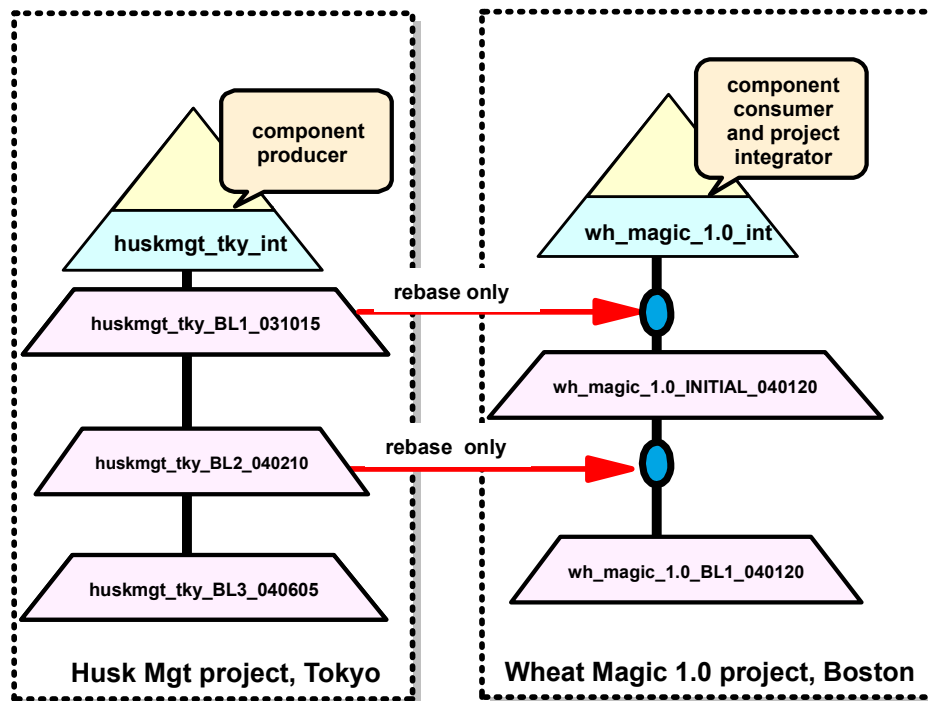 component
producer
huskmgt_tky_int
huskmgt_tky_BL1_031015
huskmgt_tky_BL2_040210
huskmgt_tky_BL3_040605
Husk Mgt project, Tokyo
rebase only
rebase only
component
consumer
and project
integrator
wh_magic_1.0_int
wh_magic_1.0_INITIAL_040120
wh_magic_1.0_BL1_040120
Wheat Magic 1.0 project, Boston